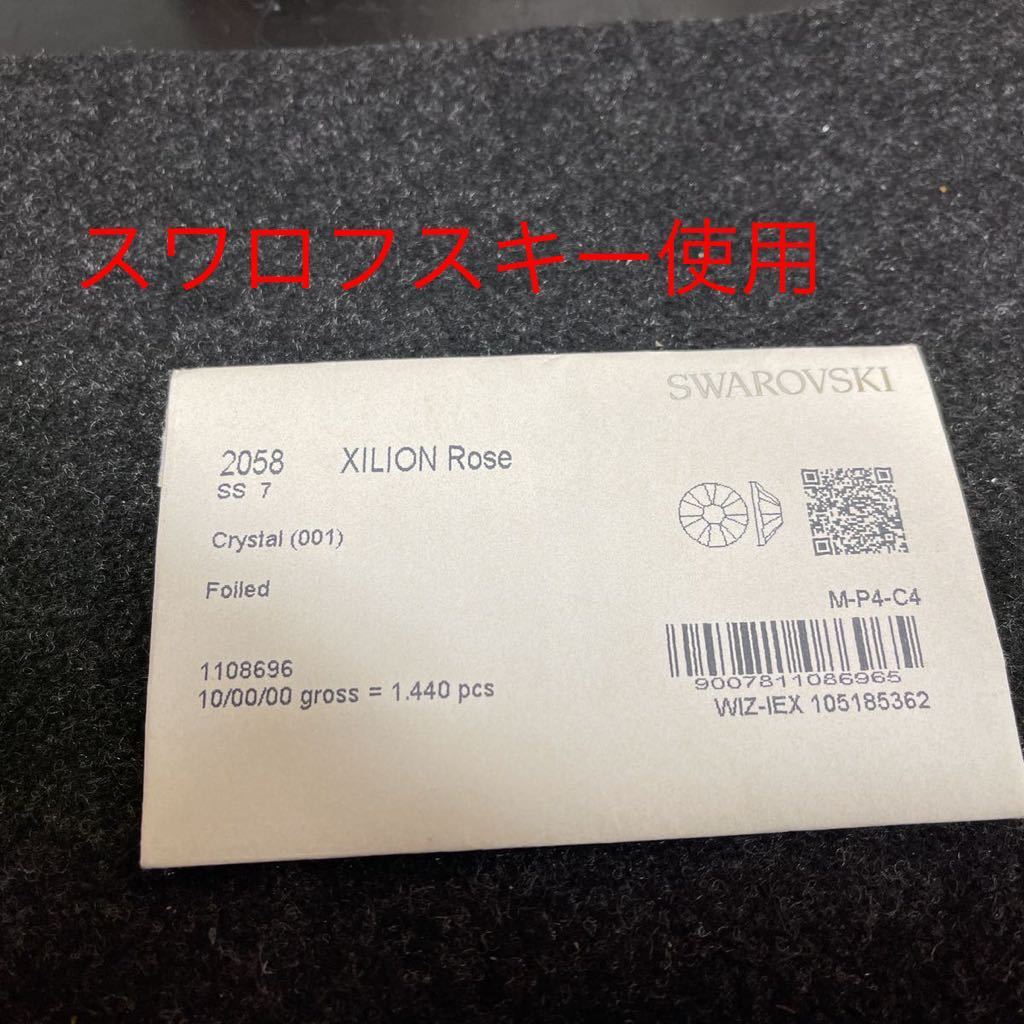 スワロフスキー使用
SWAROVSKI
2058 XILION Rose
SS 7
Crystal (001)
Foiled
M-P4-C4
1108696
10/00/00 gross = 1.440 pcs
9007811086965
WIZ-IEX 105185362